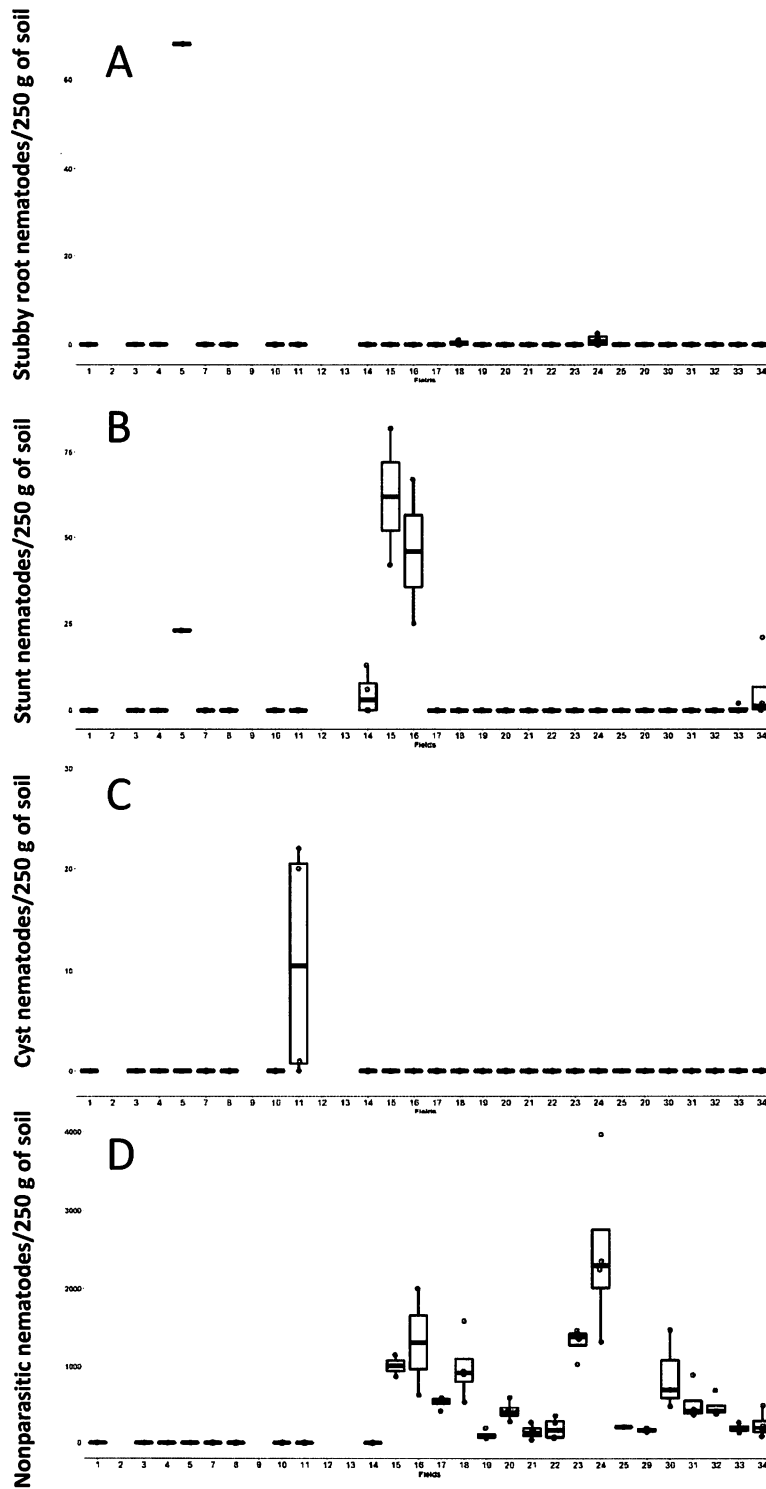 Stubby root nematodes/250 g of soil
A
60
40
20
0
1 2 3 4 5 7 8 9 10 11 12 13 14 15 16 17 18 19 20 21 22 23 24 25 29 30 31 32 33 34
Fields
Stunt nematodes/250 g of soil
B
75
50
25
0
1 2 3 4 5 7 8 9 10 11 12 13 14 15 16 17 18 19 20 21 22 23 24 25 29 30 31 32 33 34
Fields
Cyst nematodes/250 g of soil
C
30
20
10
0
1 2 3 4 5 7 8 9 10 11 12 13 14 15 16 17 18 19 20 21 22 23 24 25 29 30 31 32 33 34
Fields
Nonparasitic nematodes/250 g of soil
D
4000
3000
2000
1000
0
1 2 3 4 5 7 8 9 10 11 12 13 14 15 16 17 18 19 20 21 22 23 24 25 29 30 31 32 33 34
Fields